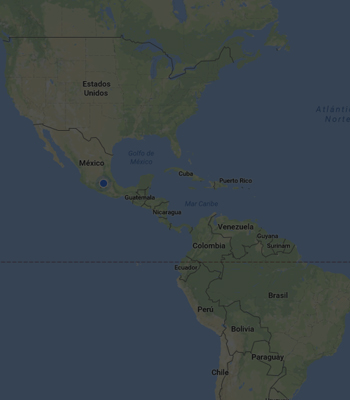 Estados
Unidos
Atlánti
Norte
Golfo de
México
México
Cuba
Puerto Rico
Guatemala
Mar Caribe
Nicaragua
Venezuela
Guyana
Colombia
Surinam
Ecuador
Brasil
Perú
Bolivia
Paraguay
Chile